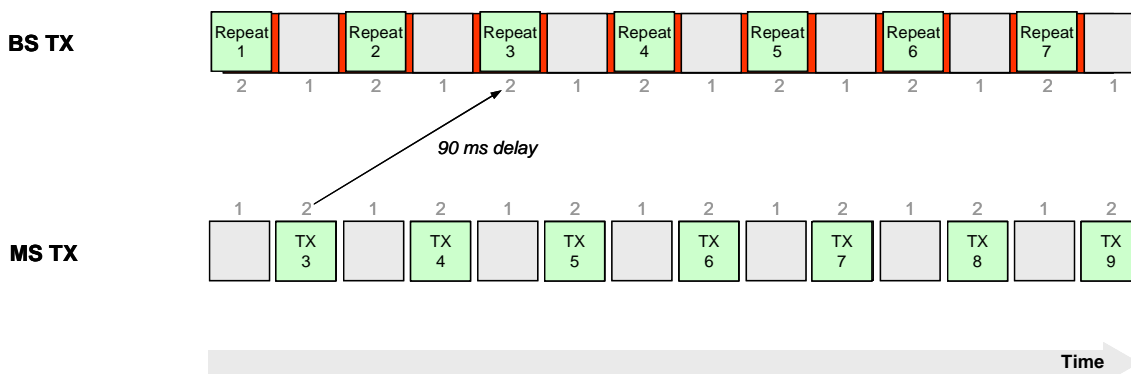 BS TX
Repeat 1
Repeat 2
Repeat 3
Repeat 4
Repeat 5
Repeat 6
Repeat 7
2 1 2 1 2 1 2 1 2 1 2 1 2 1
90 ms delay
1 2 1 2 1 2 1 2 1 2 1 2 1 2
MS TX
TX 3
TX 4
TX 5
TX 6
TX 7
TX 8
TX 9
Time